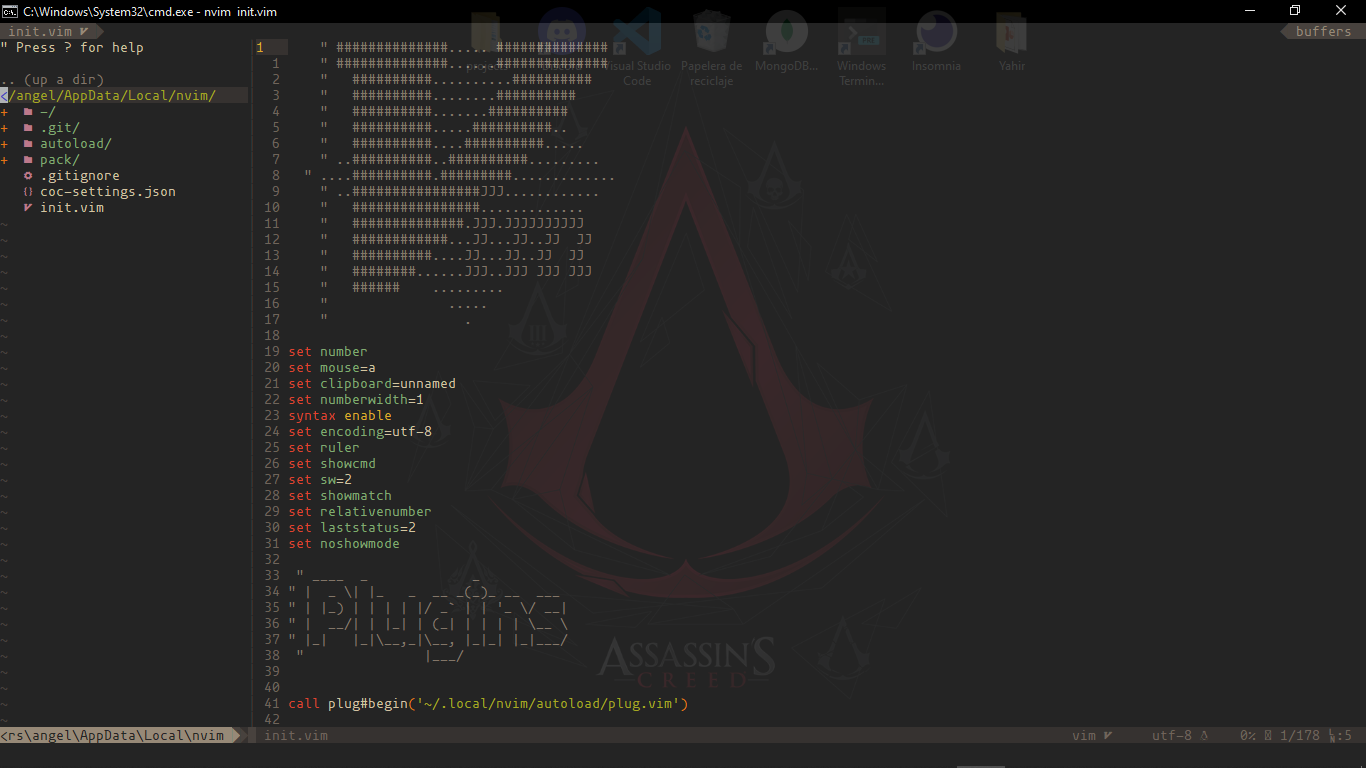 C:\Windows\System32\cmd.exe - nvim init.vim
init.vim
buffers
" Press ? for help
.. (up a dir)
</angel/AppData/Local/nvim/
+ ~/
+ .git/
+ autoload/
+ pack/
.gitignore
coc-settings.json
init.vim
Visual Studio Code
Papelera de reciclaje
MongoDB...
Windows Termin...
Insomnia
Yahir
1 " ##############..... ##############
1 " ##############......##############
2 " ##########..........##########
3 " ##########........##########
4 " ##########.......##########
5 " ##########.....##########..
6 " ##########....##########.....
7 " ..##########..##########.........
8 " ....##########.#########.............
9 " ..################JJJ............
10 " ################.............
11 " ##############.JJJ.JJJJJJJJJJ
12 " ############...JJ...JJ..JJ  JJ
13 " ##########....JJ...JJ..JJ  JJ
14 " ########......JJJ..JJJ JJJ JJJ
15 " ######    .........
16 " .....
17 " .
18
19 set number
20 set mouse=a
21 set clipboard=unnamed
22 set numberwidth=1
23 syntax enable
24 set encoding=utf-8
25 set ruler
26 set showcmd
27 set sw=2
28 set showmatch
29 set relativenumber
30 set laststatus=2
31 set noshowmode
32
33  " ____  _             _
34 " |  _ \| |_   _  __ _(_)_ __  ___
35 " | |_) | | | | |/ _` | | '_ \/ __|
36 " |  __/| | |_| | (_| | | | | \__ \
37 " |_|   |_|\__,_|\__, |_|_| |_|___/
38  "               |___/
39
40
41 call plug#begin('~/.local/nvim/autoload/plug.vim')
42
ASSASSIN'S
CREED
<rs\angel\AppData\Local\nvim
init.vim
vim
utf-8
0%
1/178
:5